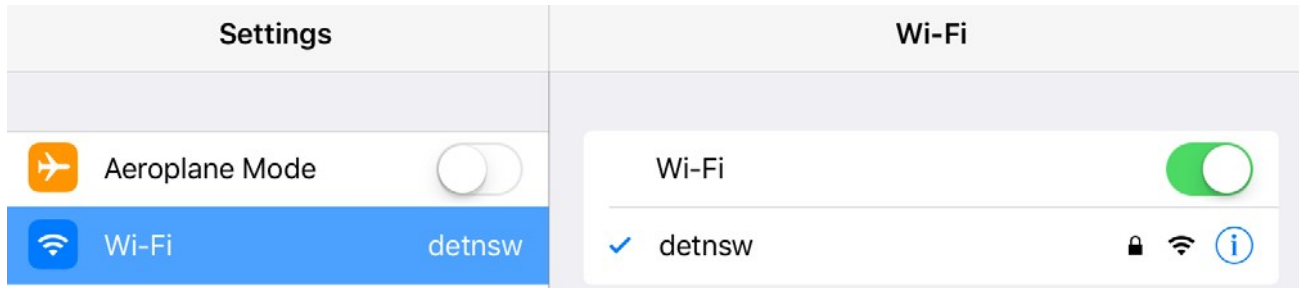 Settings
Wi-Fi
Aeroplane Mode
Wi-Fi detnsw
Wi-Fi
detnsw